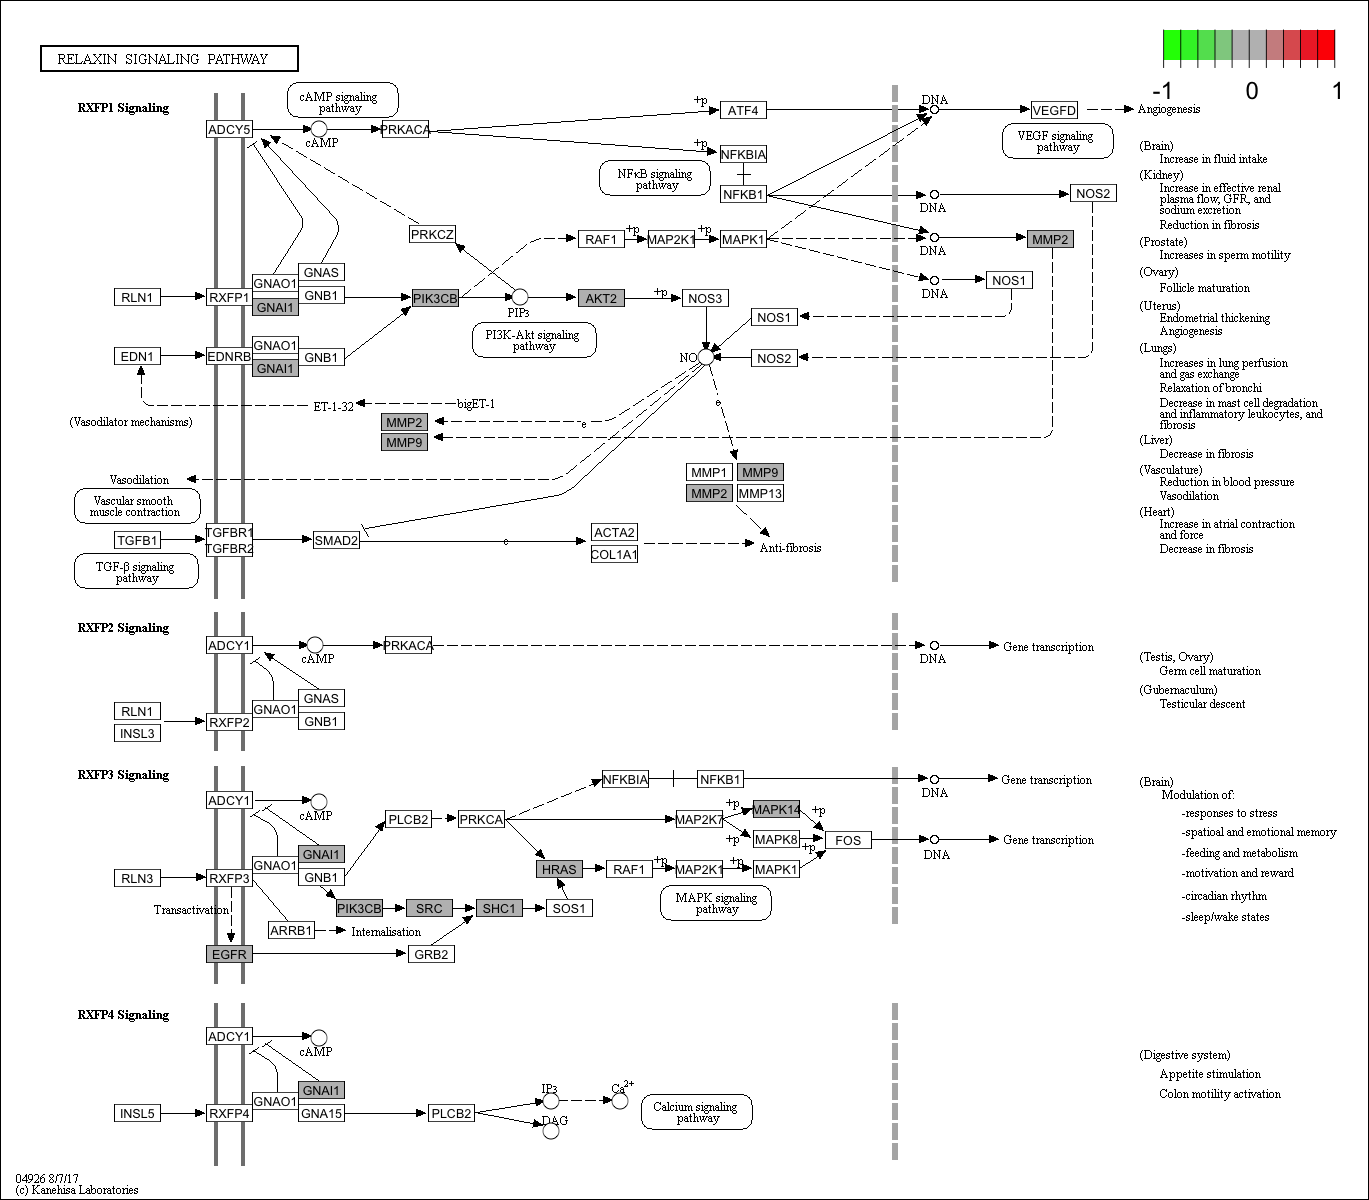 RELAXIN SIGNALING PATHWAY
-1 0 1
RXFP1 Signaling
cAMP signaling
pathway
ADCY5
cAMP
PRKACA
+p
ATF4
DNA
VEGFD
Angiogenesis
VEGF signaling
pathway
+p
NFKBIA
NFκB signaling
pathway
NFKB1
DNA
NOS2
PRKCZ
RAF1
+p
MAP2K1
+p
MAPK1
DNA
MMP2
GNAO1
GNAS
RLN1
RXFP1
GNB1
GNAI1
PIK3CB
PIP3
AKT2
+p
NOS3
DNA
NOS1
NOS1
PI3K-Akt signaling
pathway
EDN1
EDNRB
GNAO1
GNB1
GNAI1
NO
NOS2
ET-1-32
bigET-1
e
(Vasodilator mechanisms)
MMP2
MMP9
e
Vasodilation
MMP1
MMP9
MMP2
MMP13
Vascular smooth
muscle contraction
TGFB1
TGFBR1
TGFBR2
SMAD2
e
ACTA2
COL1A1
Anti-fibrosis
TGF-β signaling
pathway
(Brain)
Increase in fluid intake
(Kidney)
Increase in effective renal
plasma flow, GFR, and
sodium excretion
Reduction in fibrosis
(Prostate)
Increases in sperm motility
(Ovary)
Follicle maturation
(Uterus)
Endometrial thickening
Angiogenesis
(Lungs)
Increases in lung perfusion
and gas exchange
Relaxation of bronchi
Decrease in mast cell degradation
and inflammatory leukocytes, and
fibrosis
(Liver)
Decrease in fibrosis
(Vasculature)
Reduction in blood pressure
Vasodilation
(Heart)
Increase in atrial contraction
and force
Decrease in fibrosis
RXFP2 Signaling
ADCY1
cAMP
PRKACA
DNA
Gene transcription
GNAO1
GNAS
GNB1
RLN1
INSL3
RXFP2
(Testis, Ovary)
Germ cell maturation
(Gubernaculum)
Testicular descent
RXFP3 Signaling
ADCY1
cAMP
NFKBIA
NFKB1
DNA
Gene transcription
PLCB2
PRKCA
MAP2K7
+p
MAPK14
+p
+p
MAPK8
FOS
DNA
Gene transcription
GNAI1
GNAO1
GNB1
RLN3
RXFP3
HRAS
RAF1
+p
MAP2K1
+p
MAPK1
+p
MAPK signaling
pathway
Transactivation
PIK3CB
SRC
SHC1
SOS1
ARRB1
Internalisation
EGFR
GRB2
(Brain)
Modulation of:
-responses to stress
-spatioal and emotional memory
-feeding and metabolism
-motivation and reward
-circadian rhythm
-sleep/wake states
RXFP4 Signaling
ADCY1
cAMP
GNAI1
GNAO1
INSL5
RXFP4
GNA15
PLCB2
IP3
DAG
Ca2+
Calcium signaling
pathway
(Digestive system)
Appetite stimulation
Colon motility activation
04926 8/7/17
(c) Kanehisa Laboratories